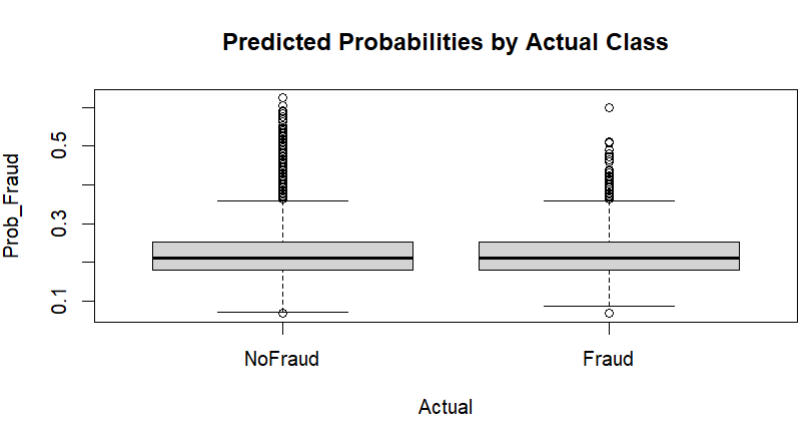 Predicted Probabilities by Actual Class
Prob_Fraud
0.5
0.3
0.1
NoFraud
Fraud
Actual